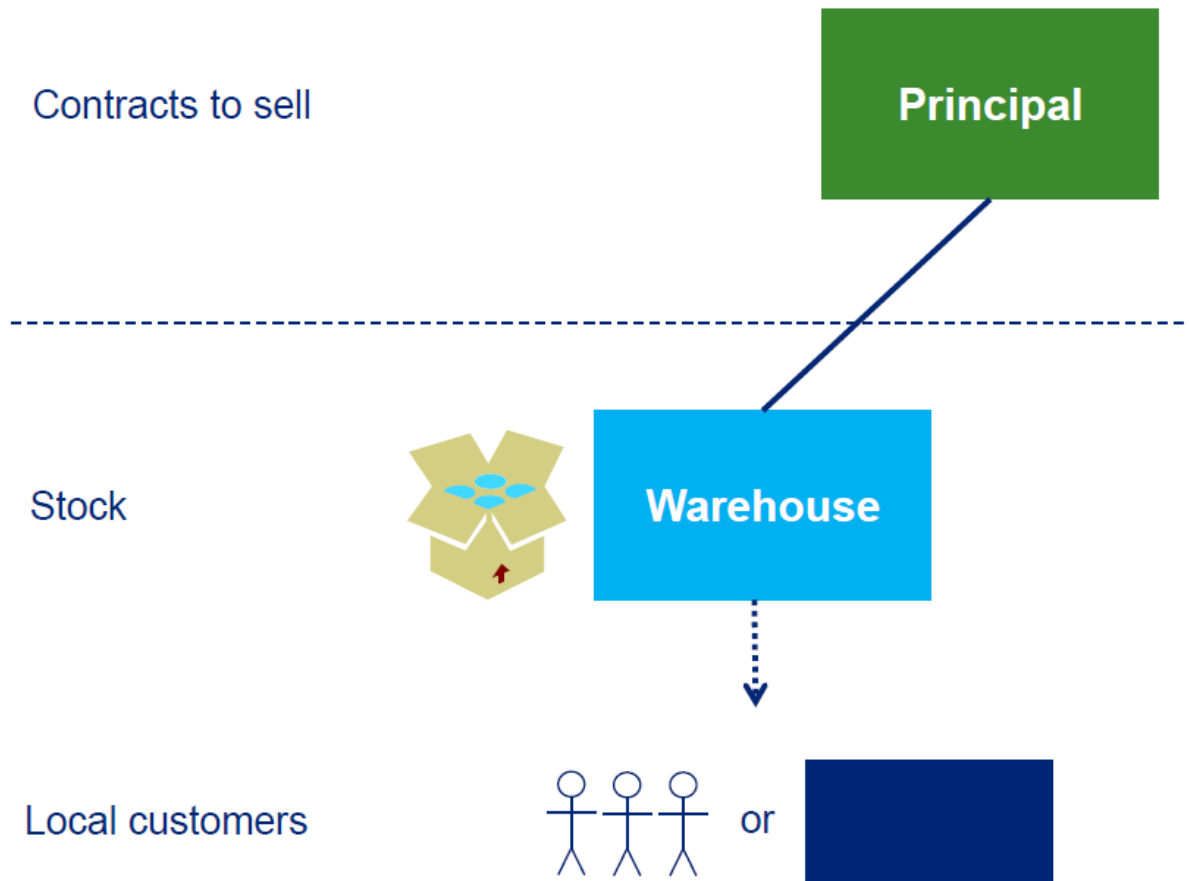 Contracts to sell
Principal
Stock
Warehouse
Local customers
or